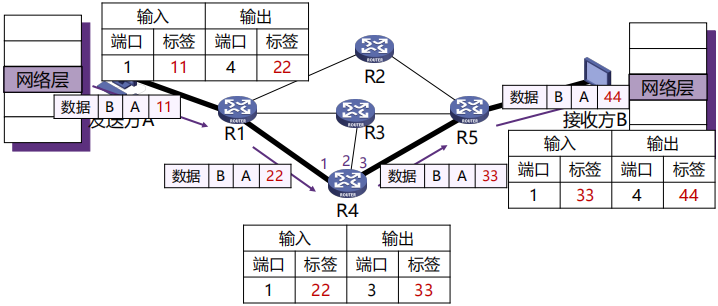 输入 输出
端口 标签 端口 标签
1 11 4 22
网络层
数据 B A 11
发送方A
R1
R2
R3
R5
数据 B A 44
网络层
接收方B
输入 输出
端口 标签 端口 标签
1 33 4 44
数据 B A 22
1 2 3
R4
数据 B A 33
输入 输出
端口 标签 端口 标签
1 22 3 33